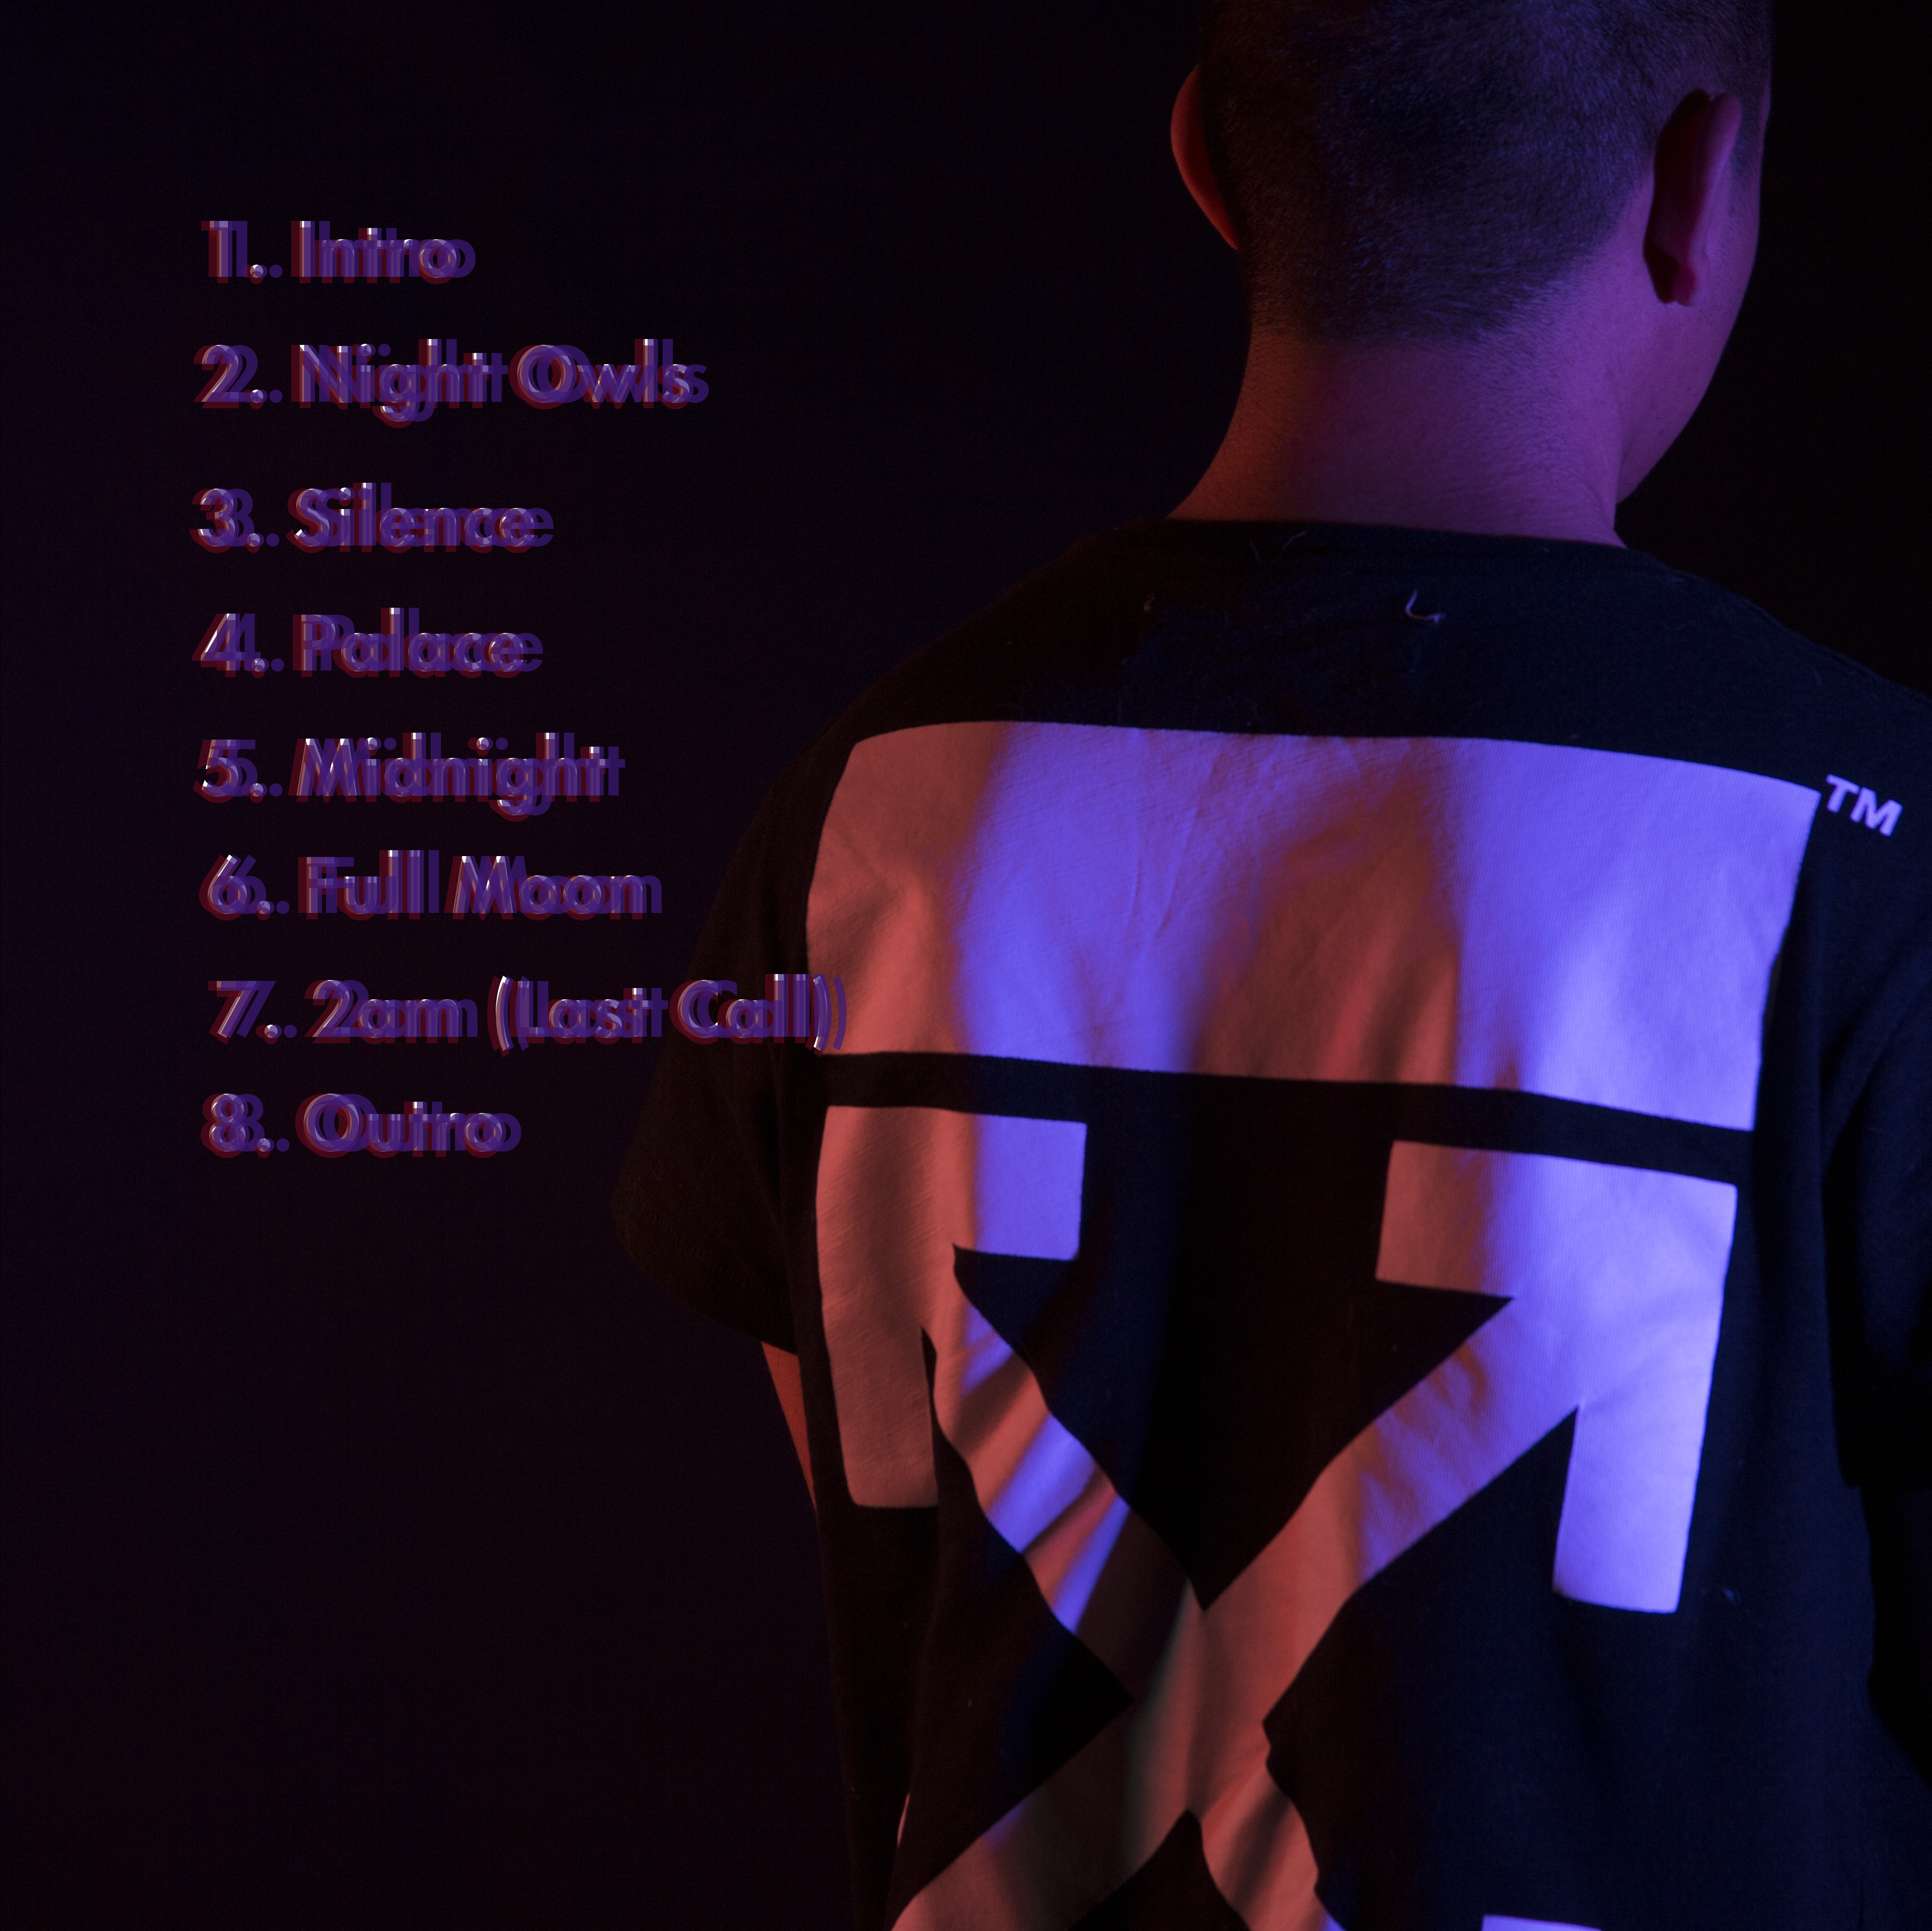 1. Intro
2. Night Owls
3. Silence
4. Palace
5. Midnight
6. Full Moon
7. 2am (Last Call)
8. Outro
TM